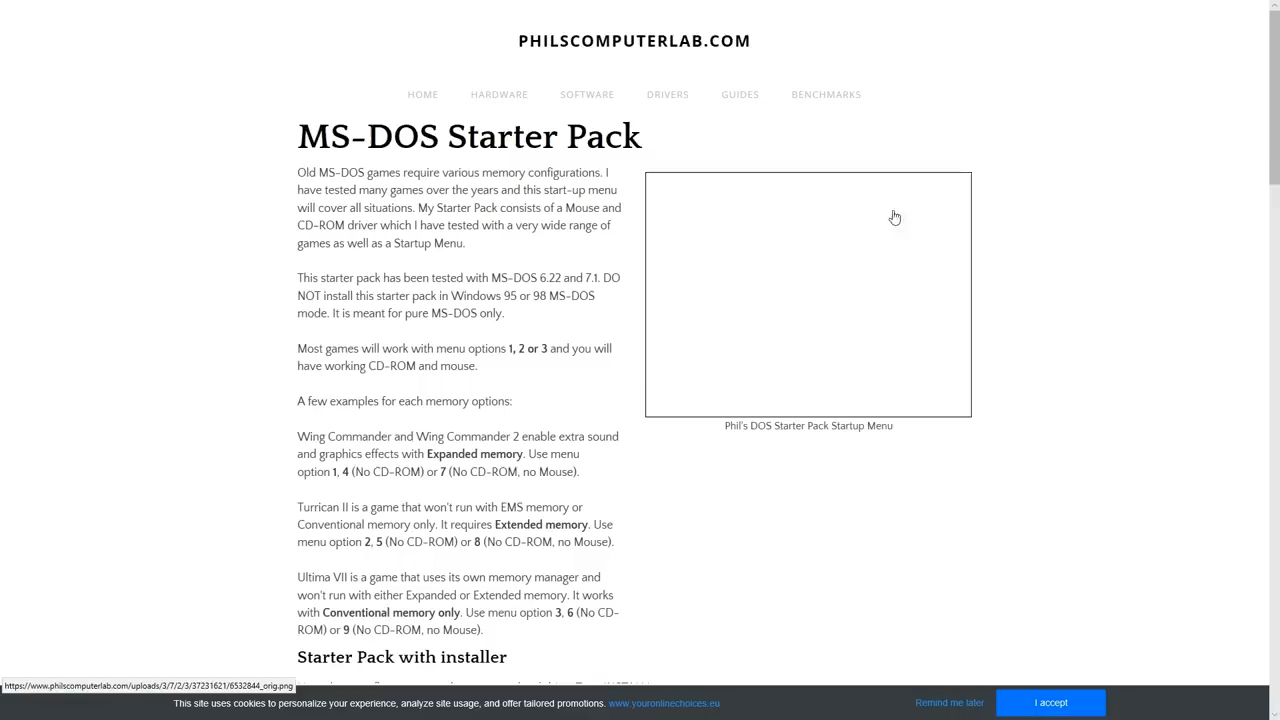 PHILSCOMPUTERLAB.COM
HOME HARDWARE SOFTWARE DRIVERS GUIDES BENCHMARKS
MS-DOS Starter Pack
Old MS-DOS games require various memory configurations. I
have tested many games over the years and this start-up menu
will cover all situations. My Starter Pack consists of a Mouse and
CD-ROM driver which I have tested with a very wide range of
games as well as a Startup Menu.
This starter pack has been tested with MS-DOS 6.22 and 7.1. DO
NOT install this starter pack in Windows 95 or 98 MS-DOS
mode. It is meant for pure MS-DOS only.
Most games will work with menu options 1, 2 or 3 and you will
have working CD-ROM and mouse.
A few examples for each memory options:
Wing Commander and Wing Commander 2 enable extra sound
and graphics effects with Expanded memory. Use menu
option 1, 4 (No CD-ROM) or 7 (No CD-ROM, no Mouse).
Turrican II is a game that won't run with EMS memory or
Conventional memory only. It requires Extended memory. Use
menu option 2, 5 (No CD-ROM) or 8 (No CD-ROM, no Mouse).
Ultima VII is a game that uses its own memory manager and
won't run with either Expanded or Extended memory. It works
with Conventional memory only. Use menu option 3, 6 (No CD-
ROM) or 9 (No CD-ROM, no Mouse).
Phil's DOS Starter Pack Startup Menu
Starter Pack with installer
https://www.philscomputerlab.com/uploads/3/7/2/3/37231621/6532844_orig.png
This site uses cookies to personalize your experience, analyze site usage, and offer tailored promotions. www.youronlinechoices.eu
Remind me later
I accept